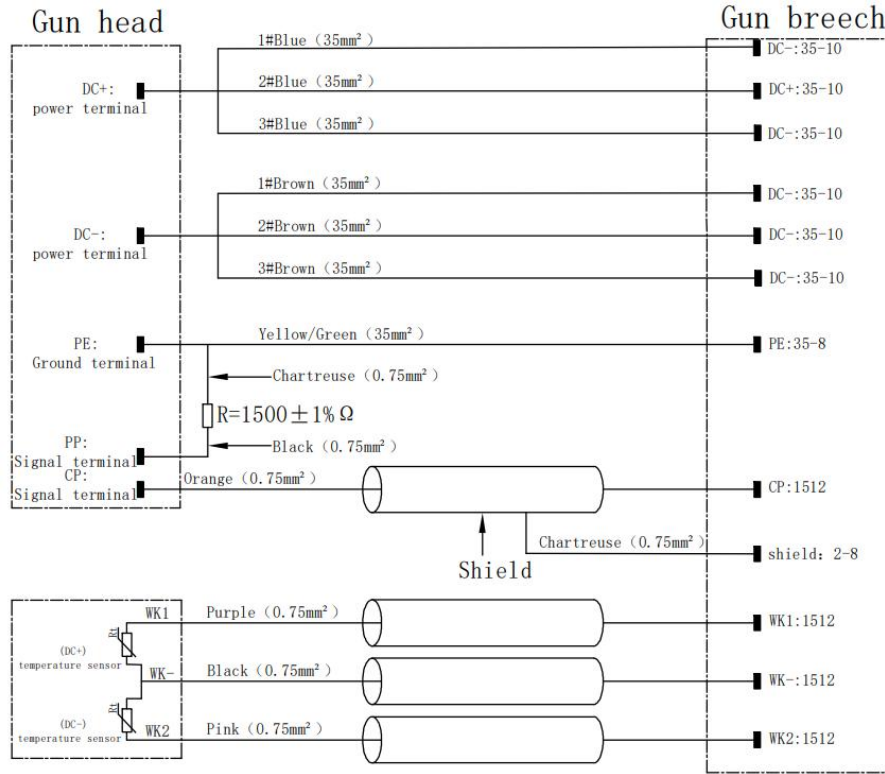 Gun head
Gun breech
1#Blue（35mm²）
DC-:35-10
DC+:
power terminal
2#Blue（35mm²）
DC+:35-10
3#Blue（35mm²）
DC-:35-10
1#Brown（35mm²）
DC-:35-10
DC-:
power terminal
2#Brown（35mm²）
DC-:35-10
3#Brown（35mm²）
DC-:35-10
PE:
Ground terminal
Yellow/Green（35mm²）
PE:35-8
Chartreuse（0.75mm²）
R=1500±1%Ω
PP:
Signal terminal
Black（0.75mm²）
CP:
Signal terminal
Orange（0.75mm²）
CP:1512
Chartreuse（0.75mm²）
shield: 2-8
Shield
WK1
Purple（0.75mm²）
WK1:1512
Rt
(DC+)
temperature sensor
WK-
Black（0.75mm²）
WK-:1512
Rt
(DC-)
temperature sensor
WK2
Pink（0.75mm²）
WK2:1512